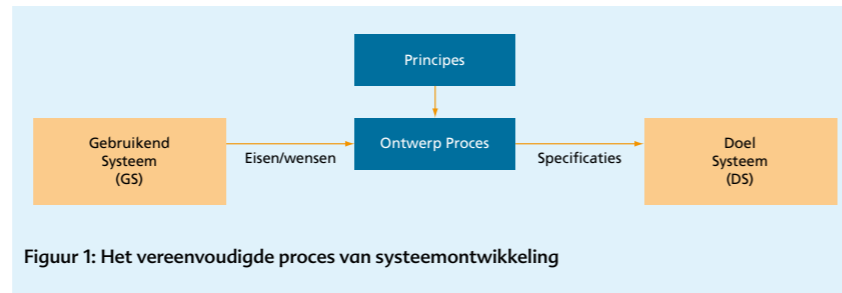 Principes
Gebruikend
Systeem
(GS)
Eisen/wensen
Ontwerp Proces
Specificaties
Doel
Systeem
(DS)
Figuur 1: Het vereenvoudigde proces van systeemontwikkeling